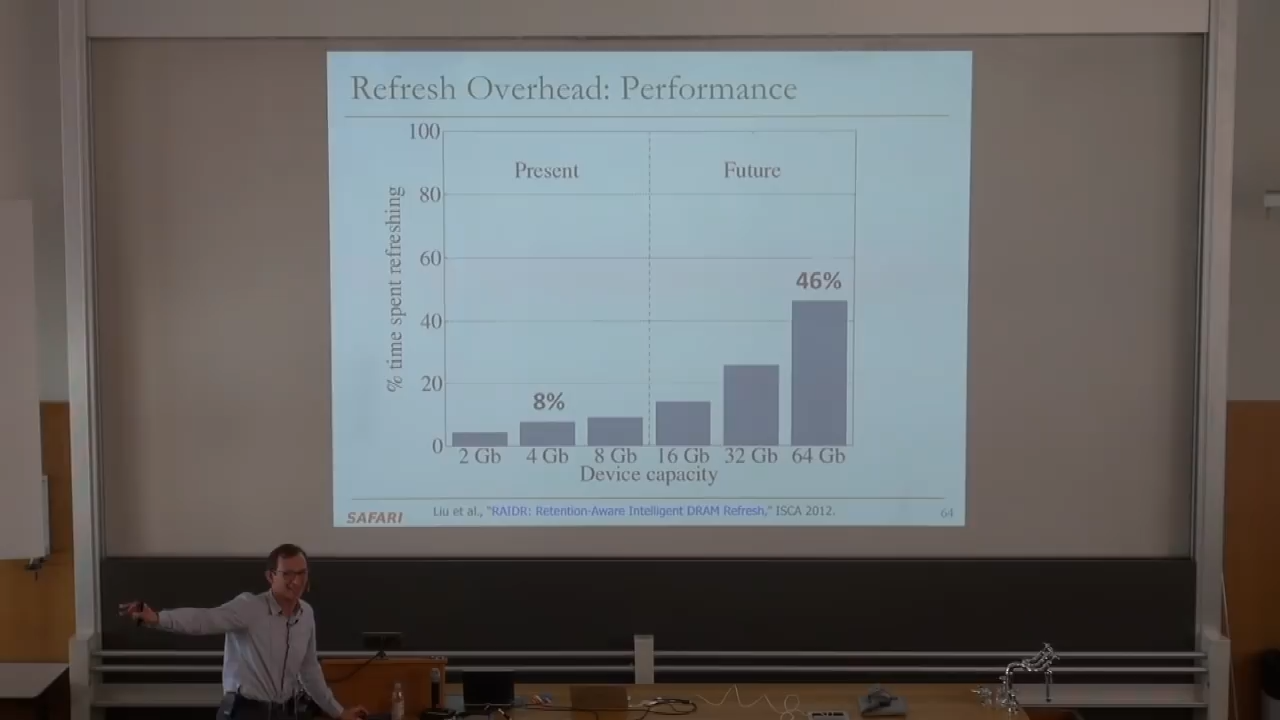 Refresh Overhead: Performance
100
80
60
40
20
0
% time spent refreshing
Present
Future
8%
46%
2 Gb
4 Gb
8 Gb
16 Gb
32 Gb
64 Gb
Device capacity
SAFARI
Liu et al., "RAIDR: Retention-Aware Intelligent DRAM Refresh," ISCA 2012.
64